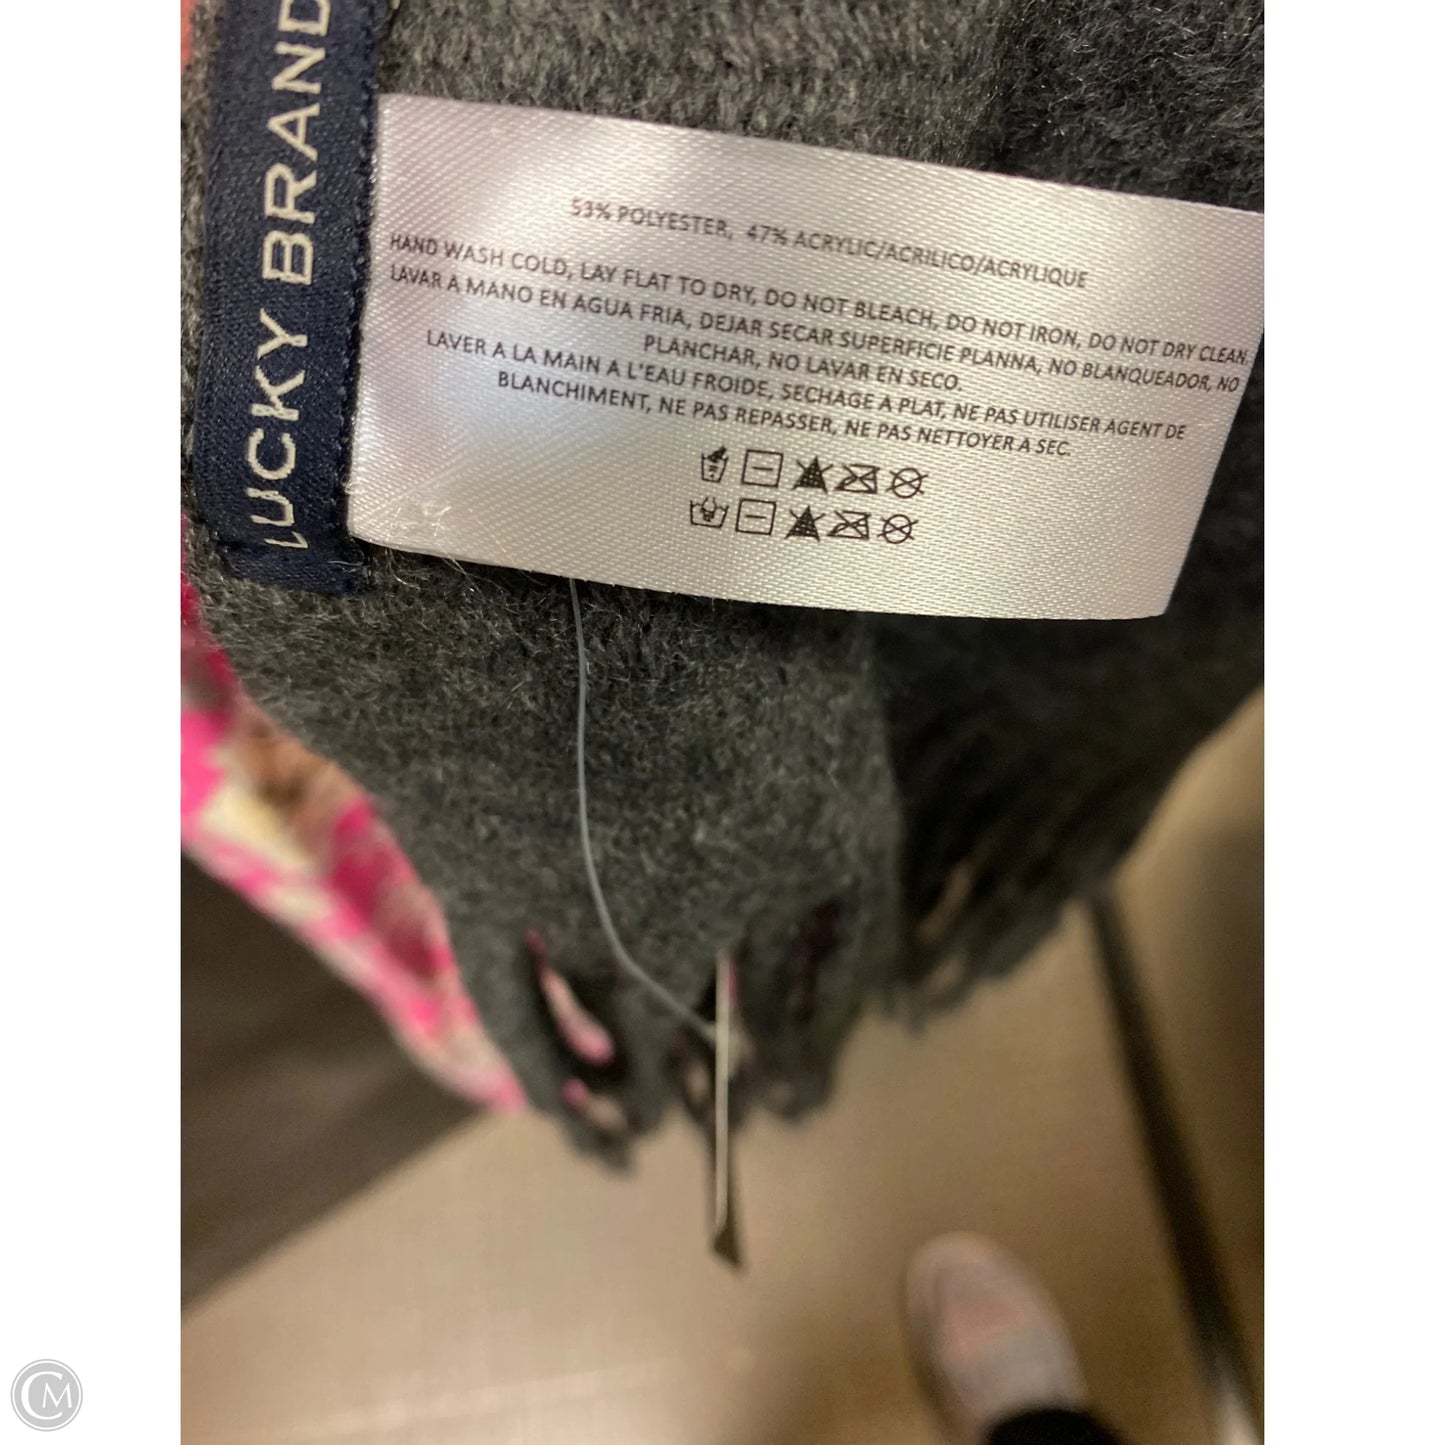 LUCKY BRAND
53% POLYESTER, 47% ACRYLIC/ACRILICO/ACRYLIQUE
HAND WASH COLD, LAY FLAT TO DRY, DO NOT BLEACH, DO NOT IRON, DO NOT DRY CLEAN.
LAVAR A MANO EN AGUA FRIA, DEJAR SECAR SUPERFICIE PLANNA, NO BLANQUEADOR, NO
PLANCHAR, NO LAVAR EN SECO.
LAVER A LA MAIN A L'EAU FROIDE, SECHAGE A PLAT, NE PAS UTILISER AGENT DE
BLANCHIMENT, NE PAS REPASSER, NE PAS NETTOYER A SEC.
CM